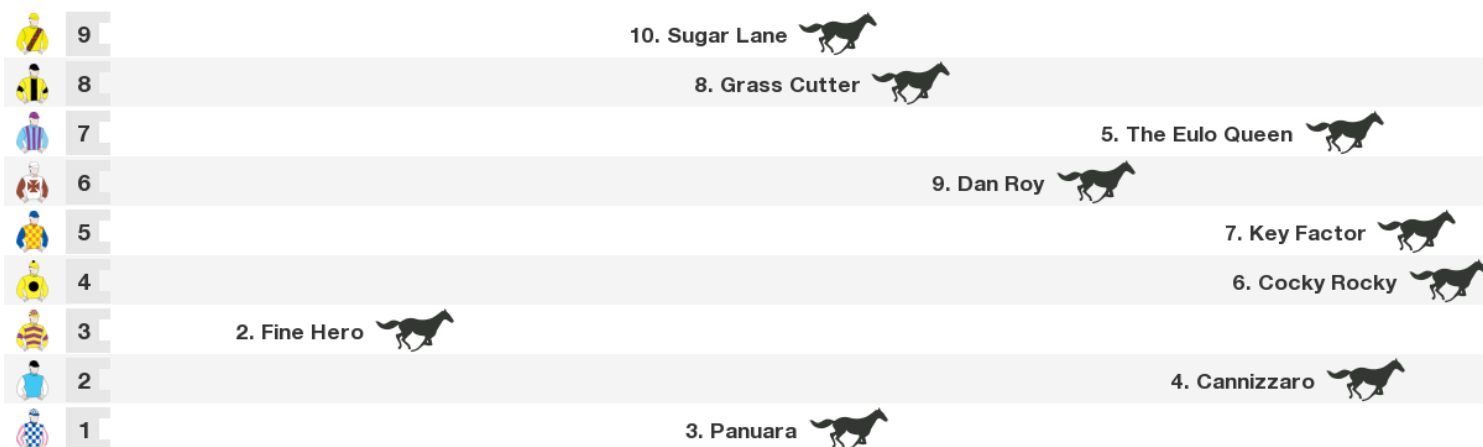 9 10. Sugar Lane
8 8. Grass Cutter
7 5. The Eulo Queen
6 9. Dan Roy
5 7. Key Factor
4 6. Cocky Rocky
3 2. Fine Hero
2 4. Cannizzaro
1 3. Panuara